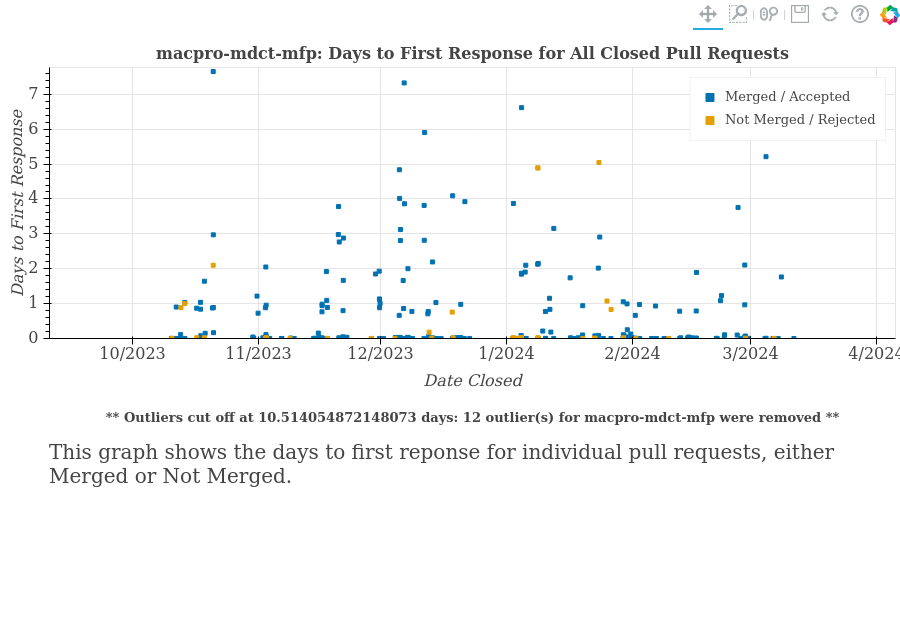 macpro-mdct-mfp: Days to First Response for All Closed Pull Requests
Merged / Accepted
Not Merged / Rejected
Days to First Response
7
6
5
4
3
2
1
0
10/2023
11/2023
12/2023
1/2024
2/2024
3/2024
4/2024
Date Closed
** Outliers cut off at 10.514054872148073 days: 12 outlier(s) for macpro-mdct-mfp were removed **
This graph shows the days to first reponse for individual pull requests, either
Merged or Not Merged.